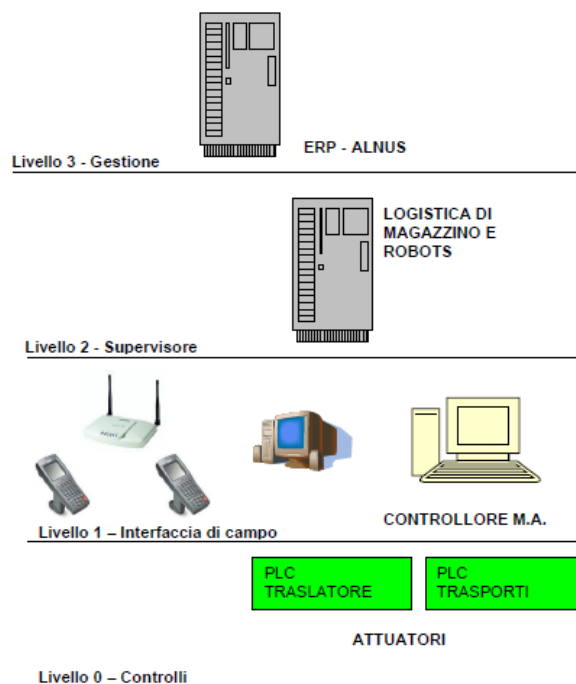 ERP - ALNUS
Livello 3 - Gestione
LOGISTICA DI
MAGAZZINO E
ROBOTS
Livello 2 - Supervisore
CONTROLLORE M.A.
Livello 1 – Interfaccia di campo
PLC
TRASLATORE
PLC
TRASPORTI
ATTUATORI
Livello 0 – Controlli